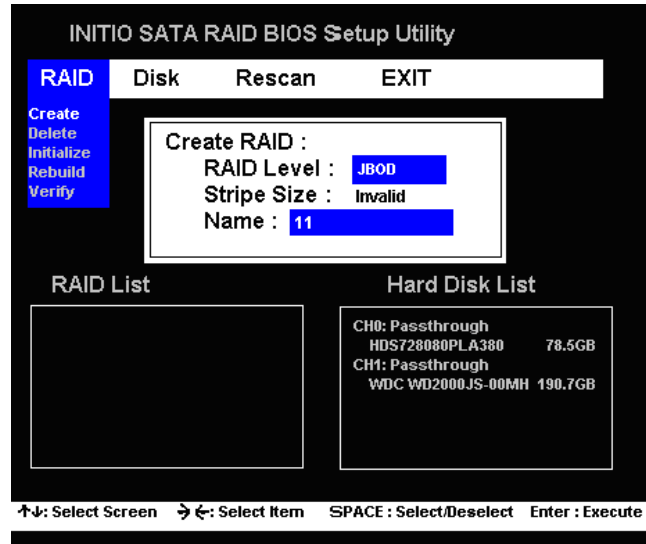 INITIO SATA RAID BIOS Setup Utility
RAID Disk Rescan EXIT
Create
Delete
Initialize
Rebuild
Verify
Create RAID :
RAID Level : JBOD
Stripe Size : Invalid
Name : 11
RAID List
Hard Disk List
CH0: Passthrough
HDS728080PLA380 78.5GB
CH1: Passthrough
WDC WD2000JS-00MH 190.7GB
↑↓: Select Screen →←: Select Item SPACE : Select/Deselect Enter : Execute